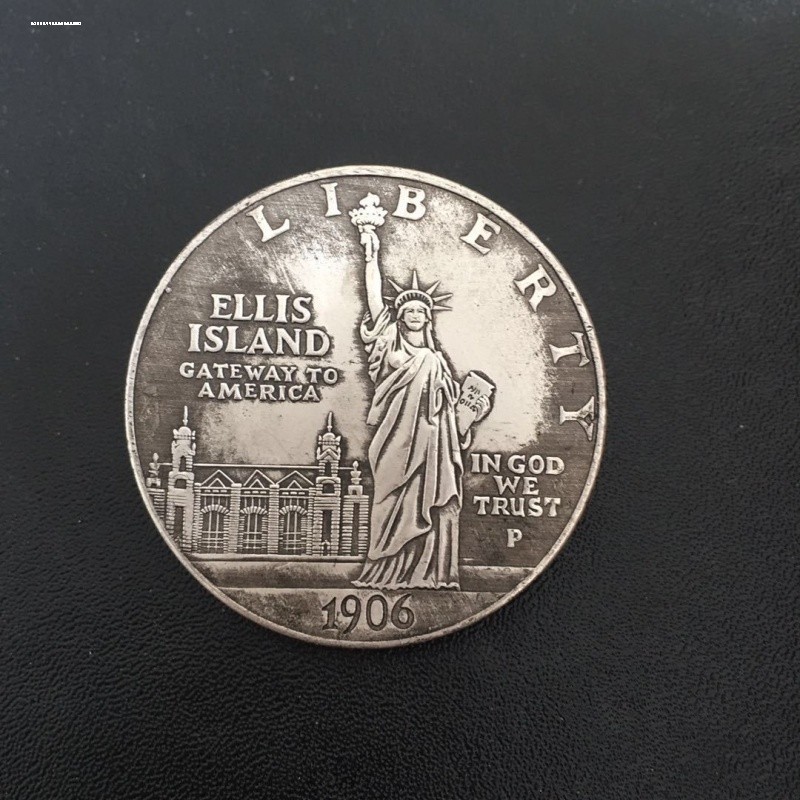 LIBERTY
ELLIS
ISLAND
GATEWAY TO
AMERICA
IN GOD
WE
TRUST
P
1906